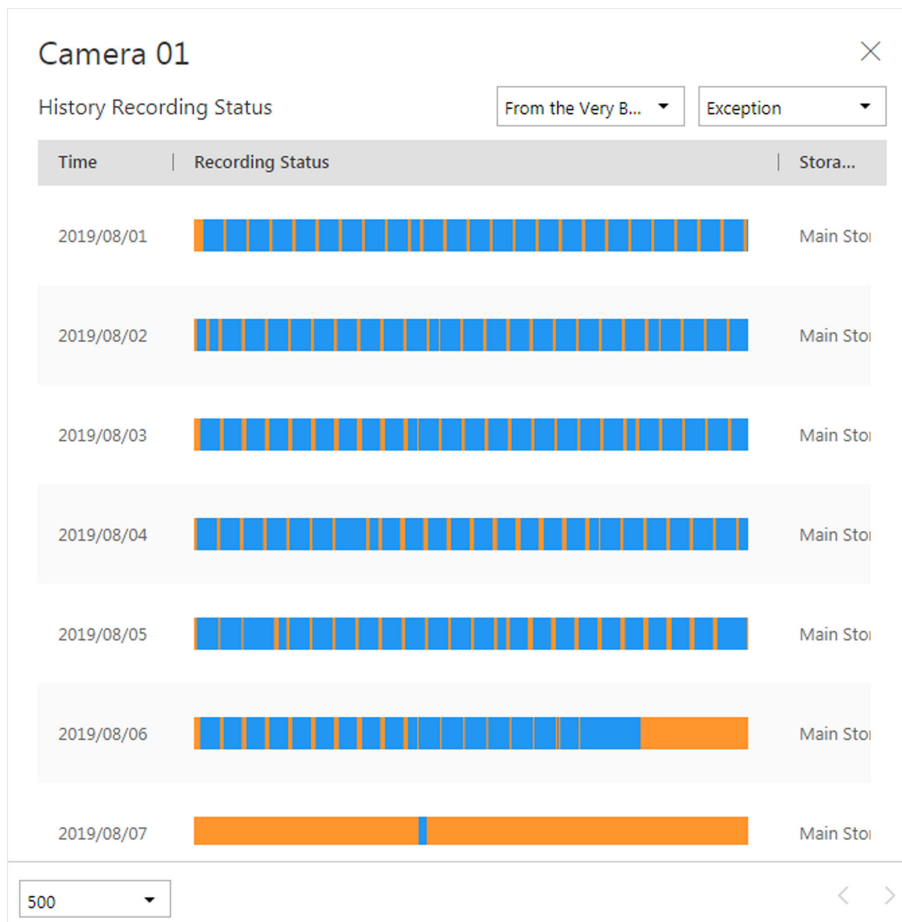 Camera 01
History Recording Status From the Very B... Exception
Time Recording Status Stora...
2019/08/01 Main Stor
2019/08/02 Main Stor
2019/08/03 Main Stor
2019/08/04 Main Stor
2019/08/05 Main Stor
2019/08/06 Main Stor
2019/08/07 Main Stor
500